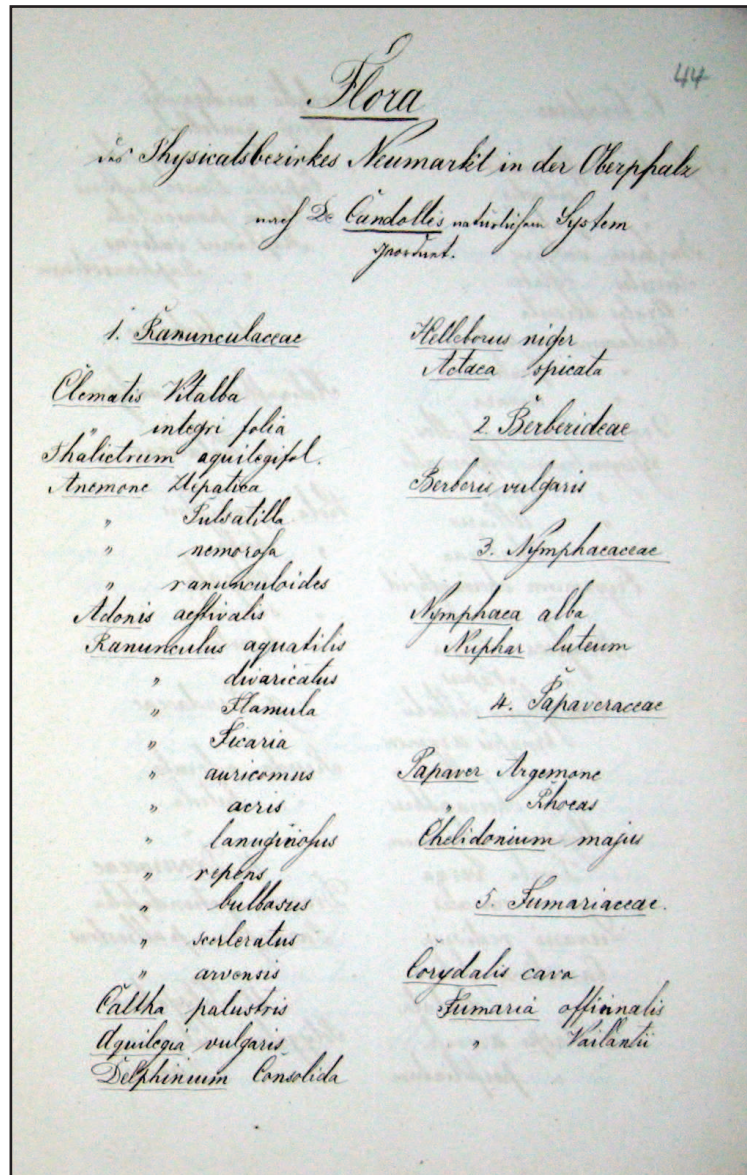 44
Flora
des Physicatsbezirkes Neumarkt in der Oberpfalz
nach De Candolles natürlichem System
geordnet.
1. Ranunculaceae
Clematis Vitalba
" integrifolia
Thalictrum aquilegifol.
Anemone Hepatica
" Pulsatilla
" nemorosa
" ranunculoides
Adonis aestivalis
Ranunculus aquatilis
" divaricatus
" Flamula
" Ficaria
" auricomus
" acris
" lanuginosus
" repens
" bulbosus
" scerleratus
" arvensis
Caltha palustris
Aquilegia vulgaris
Delphinium Consolida
Helleborus niger
Actaea spicata
2. Berberideae
Berberis vulgaris
3. Nymphaeaceae
Nymphaea alba
Nuphar luteum
4. Papaveraceae
Papaver Argemone
" Rhoeas
Chelidonium majus
5. Fumariaceae.
Corydalis cava
Fumaria officinalis
" Vailantii